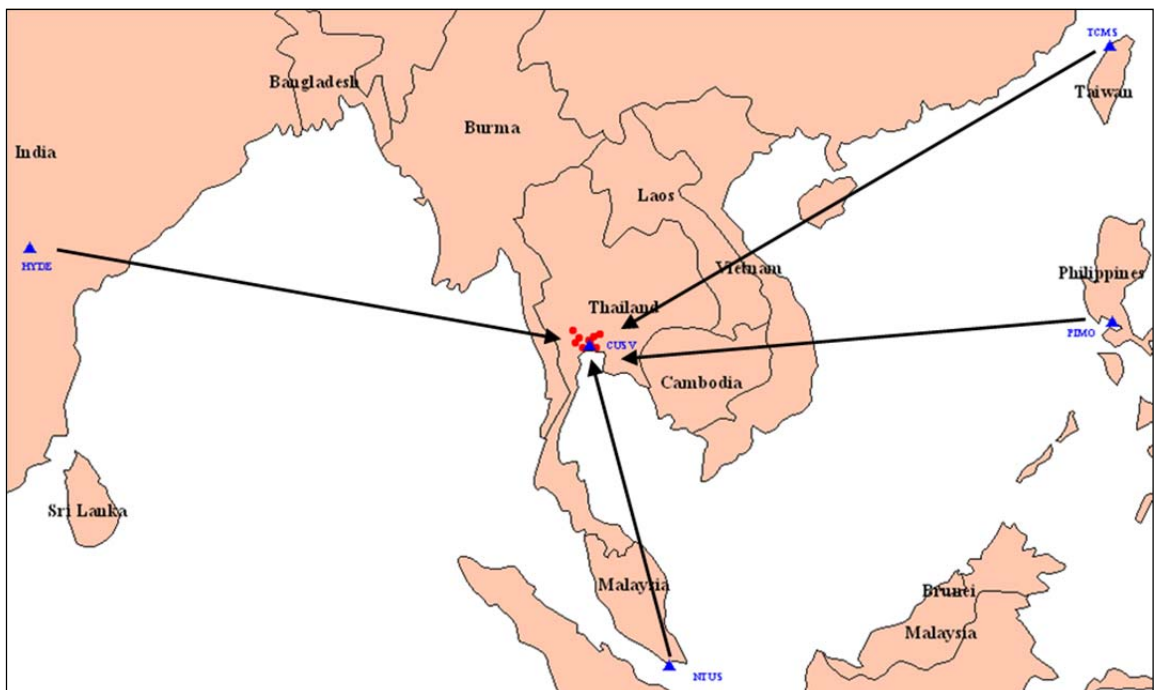 TCMS
Bangladesh
Taiwan
Burma
India
Laos
HYDE
Vietnam
Philippines
Thailand
PIMO
CUSV
Cambodia
Sri Lanka
Malaysia
Brunei
Malaysia
NTUS